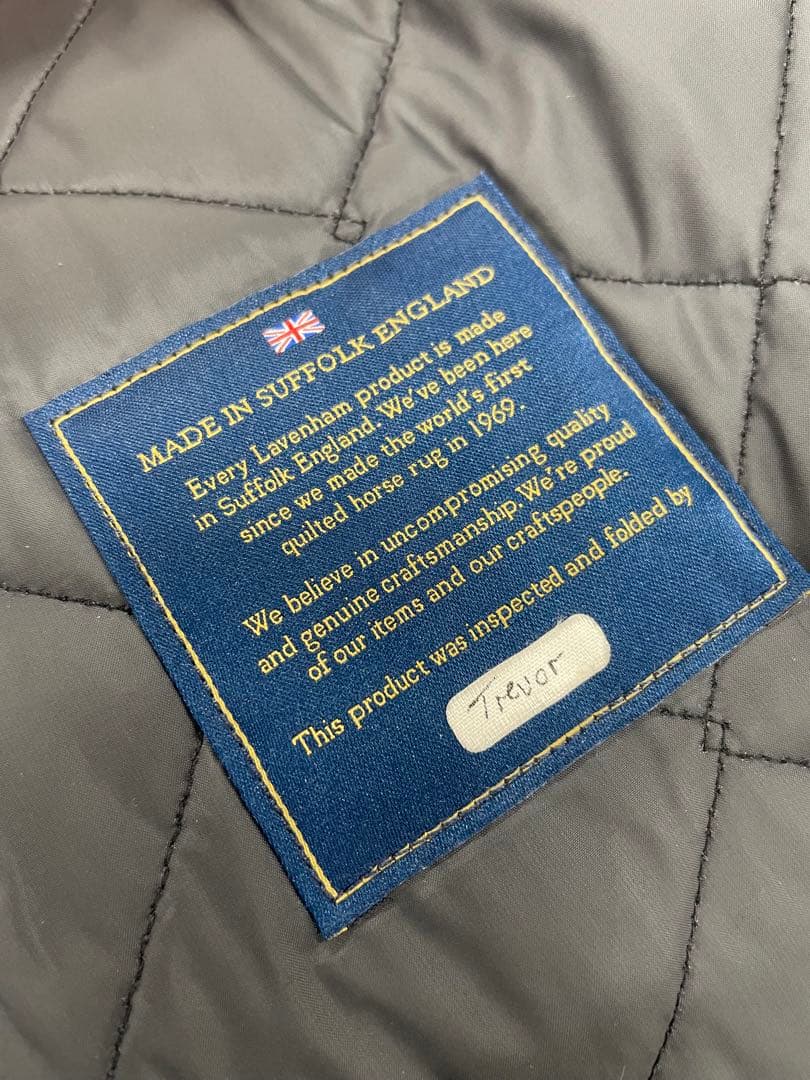 MADE IN SUFFOLK ENGLAND
Every Lavenham product is made
in Suffolk England. We've been here
since we made the world's first
quilted horse rug in 1969.
We believe in uncompromising quality
and genuine craftsmanship. We're proud
of our items and our craftspeople.
This product was inspected and folded by
Trevor